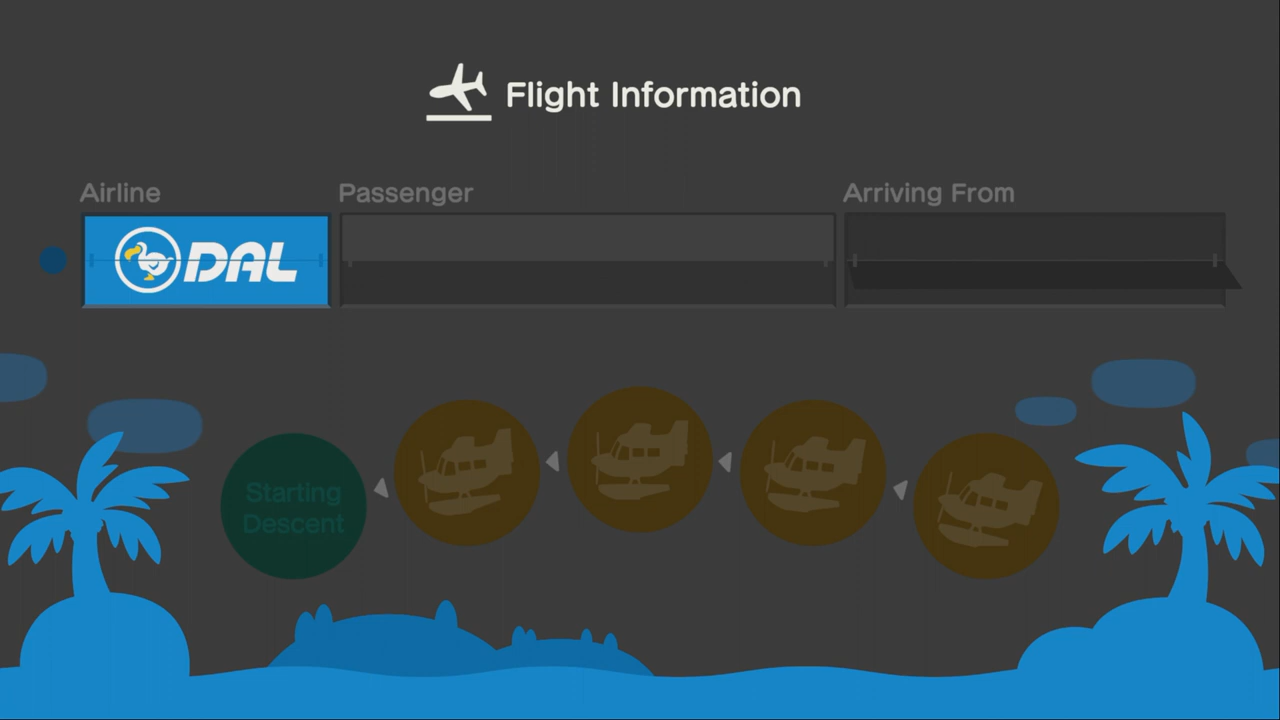 Flight Information
Airline
Passenger
Arriving From
DAL
Starting
Descent